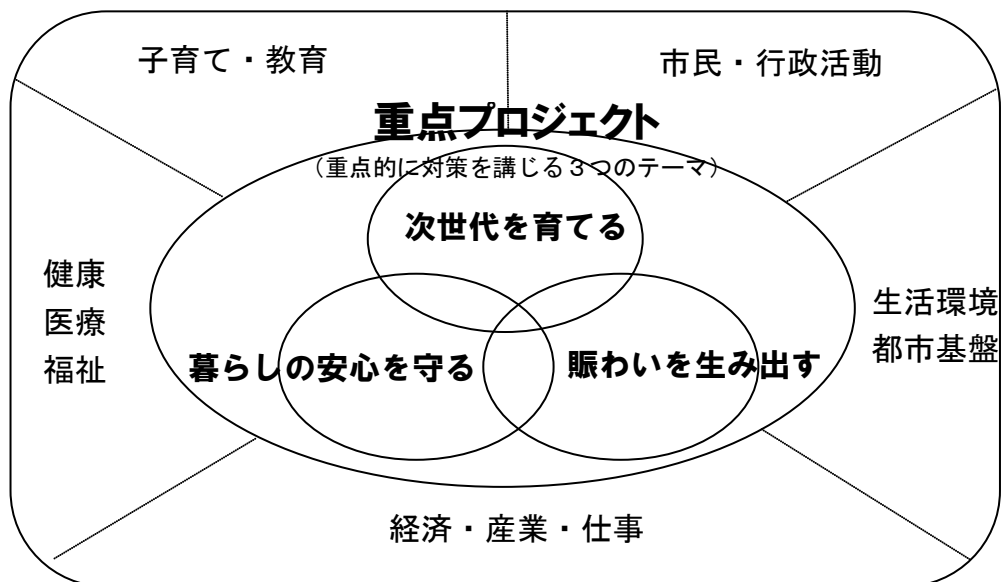 子育て・教育
市民・行政活動
重点プロジェクト
(重点的に対策を講じる3つのテーマ)
次世代を育てる
健康
医療
福祉
生活環境
都市基盤
暮らしの安心を守る
賑わいを生み出す
経済・産業・仕事